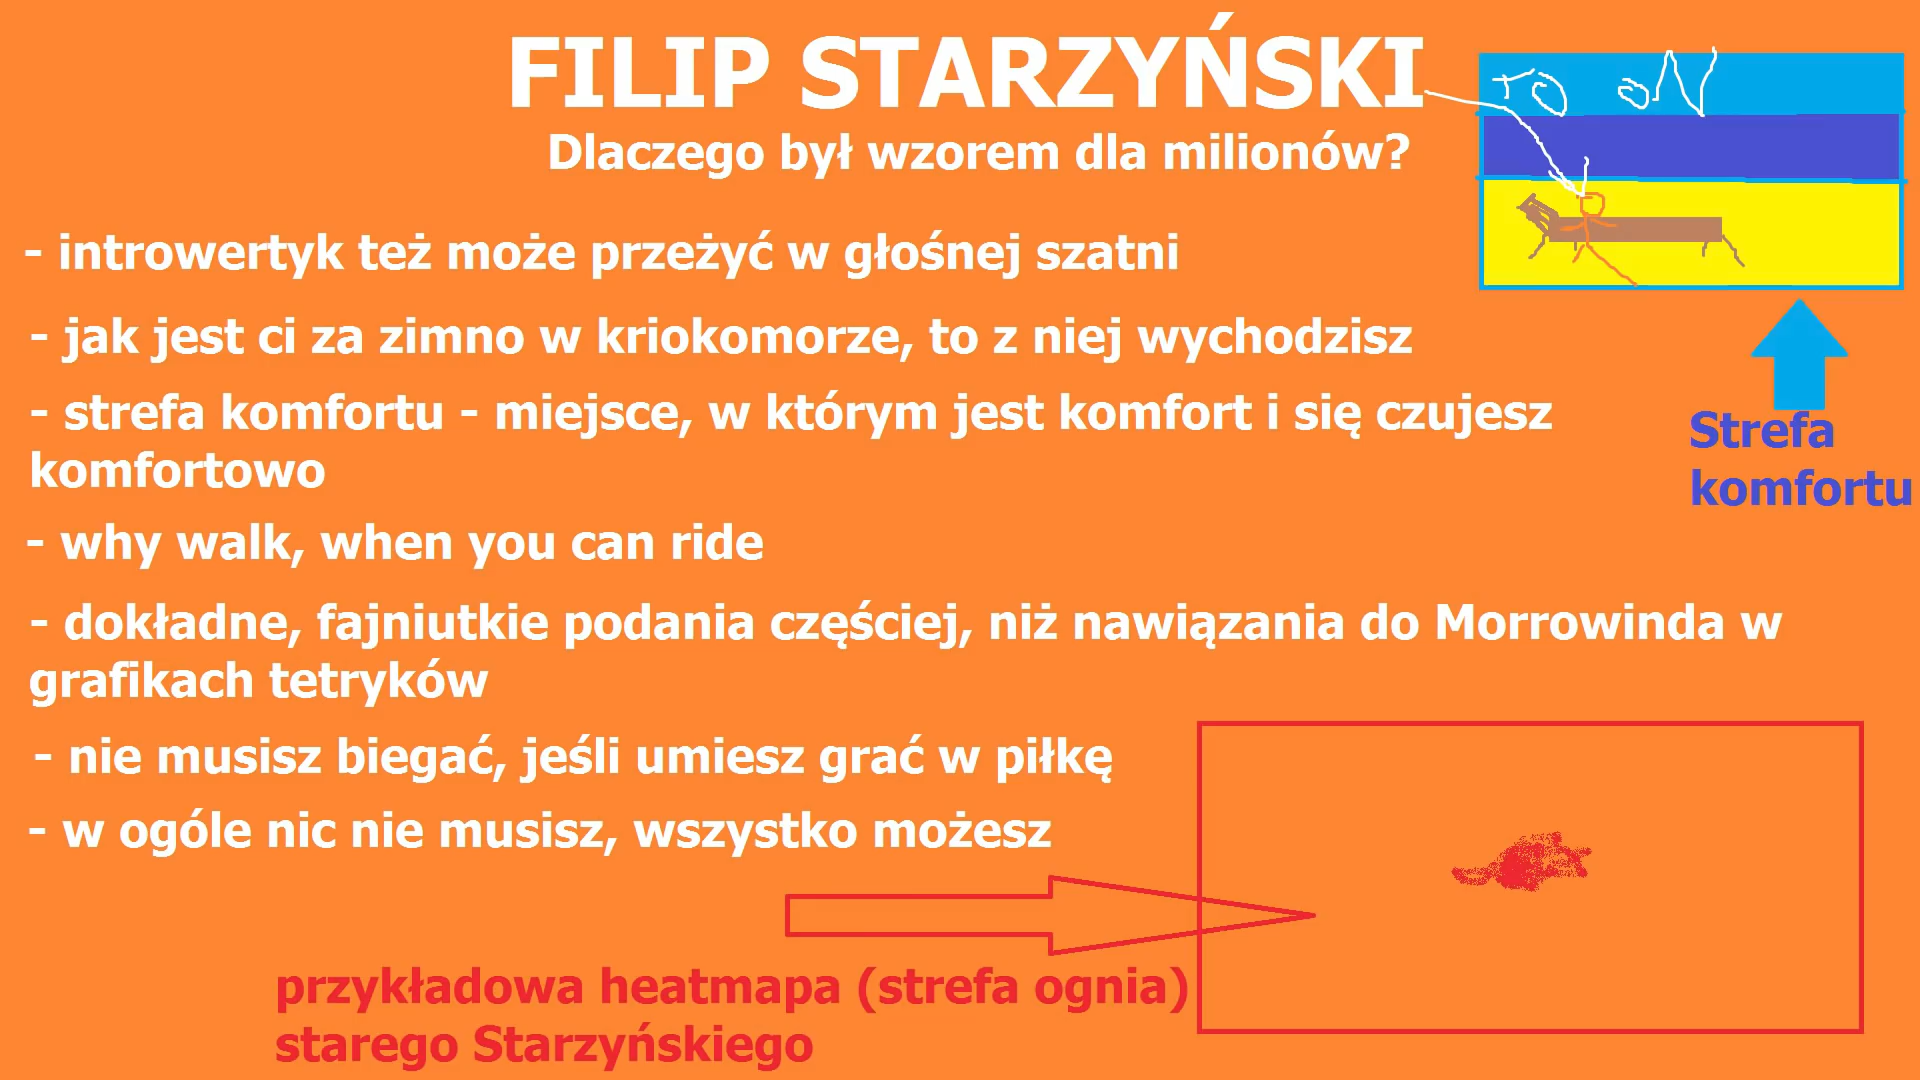 FILIP STARZYŃSKI
Dlaczego był wzorem dla milionów?
TO ON
- introwertyk też może przeżyć w głośnej szatni
- jak jest ci za zimno w kriokomorze, to z niej wychodzisz
- strefa komfortu - miejsce, w którym jest komfort i się czujesz
komfortowo
Strefa
komfortu
- why walk, when you can ride
- dokładne, fajniutkie podania częściej, niż nawiązania do Morrowinda w
grafikach tetryków
- nie musisz biegać, jeśli umiesz grać w piłkę
- w ogóle nic nie musisz, wszystko możesz
przykładowa heatmapa (strefa ognia)
starego Starzyńskiego